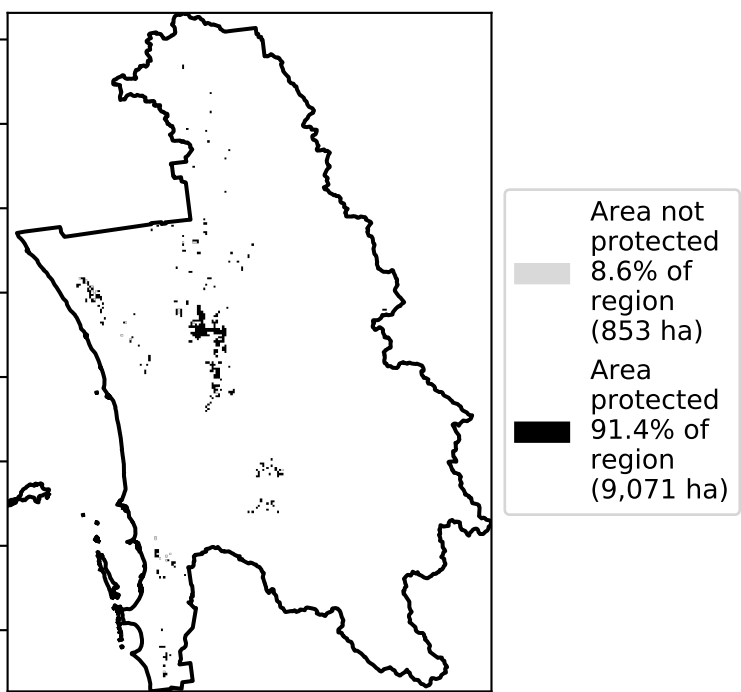 Area not
protected
8.6% of
region
(853 ha)
Area
protected
91.4% of
region
(9,071 ha)